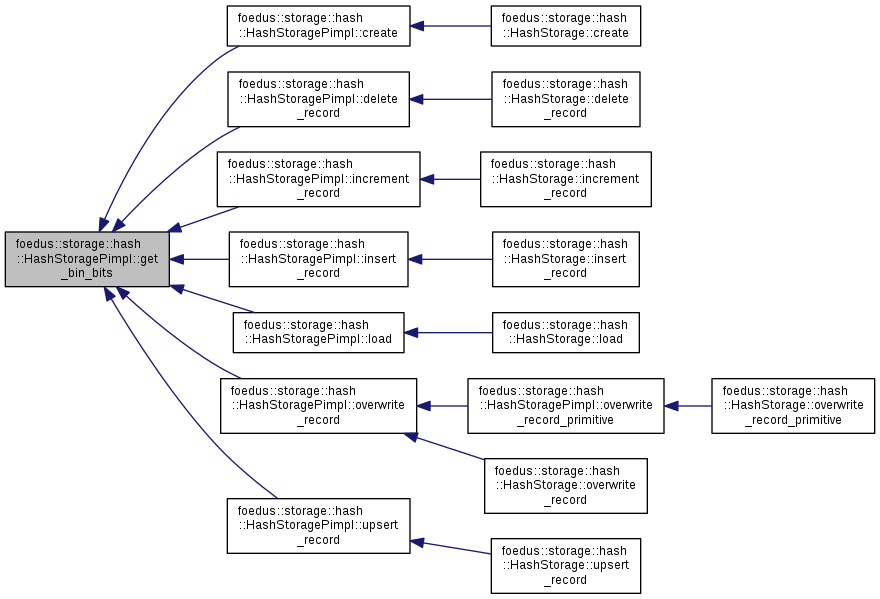 foedus::storage::hash
::HashStoragePimpl::create
foedus::storage::hash
::HashStorage::create
foedus::storage::hash
::HashStoragePimpl::delete
_record
foedus::storage::hash
::HashStorage::delete
_record
foedus::storage::hash
::HashStoragePimpl::increment
_record
foedus::storage::hash
::HashStorage::increment
_record
foedus::storage::hash
::HashStoragePimpl::get
_bin_bits
foedus::storage::hash
::HashStoragePimpl::insert
_record
foedus::storage::hash
::HashStorage::insert
_record
foedus::storage::hash
::HashStoragePimpl::load
foedus::storage::hash
::HashStorage::load
foedus::storage::hash
::HashStoragePimpl::overwrite
_record
foedus::storage::hash
::HashStoragePimpl::overwrite
_record_primitive
foedus::storage::hash
::HashStorage::overwrite
_record_primitive
foedus::storage::hash
::HashStorage::overwrite
_record
foedus::storage::hash
::HashStoragePimpl::upsert
_record
foedus::storage::hash
::HashStorage::upsert
_record